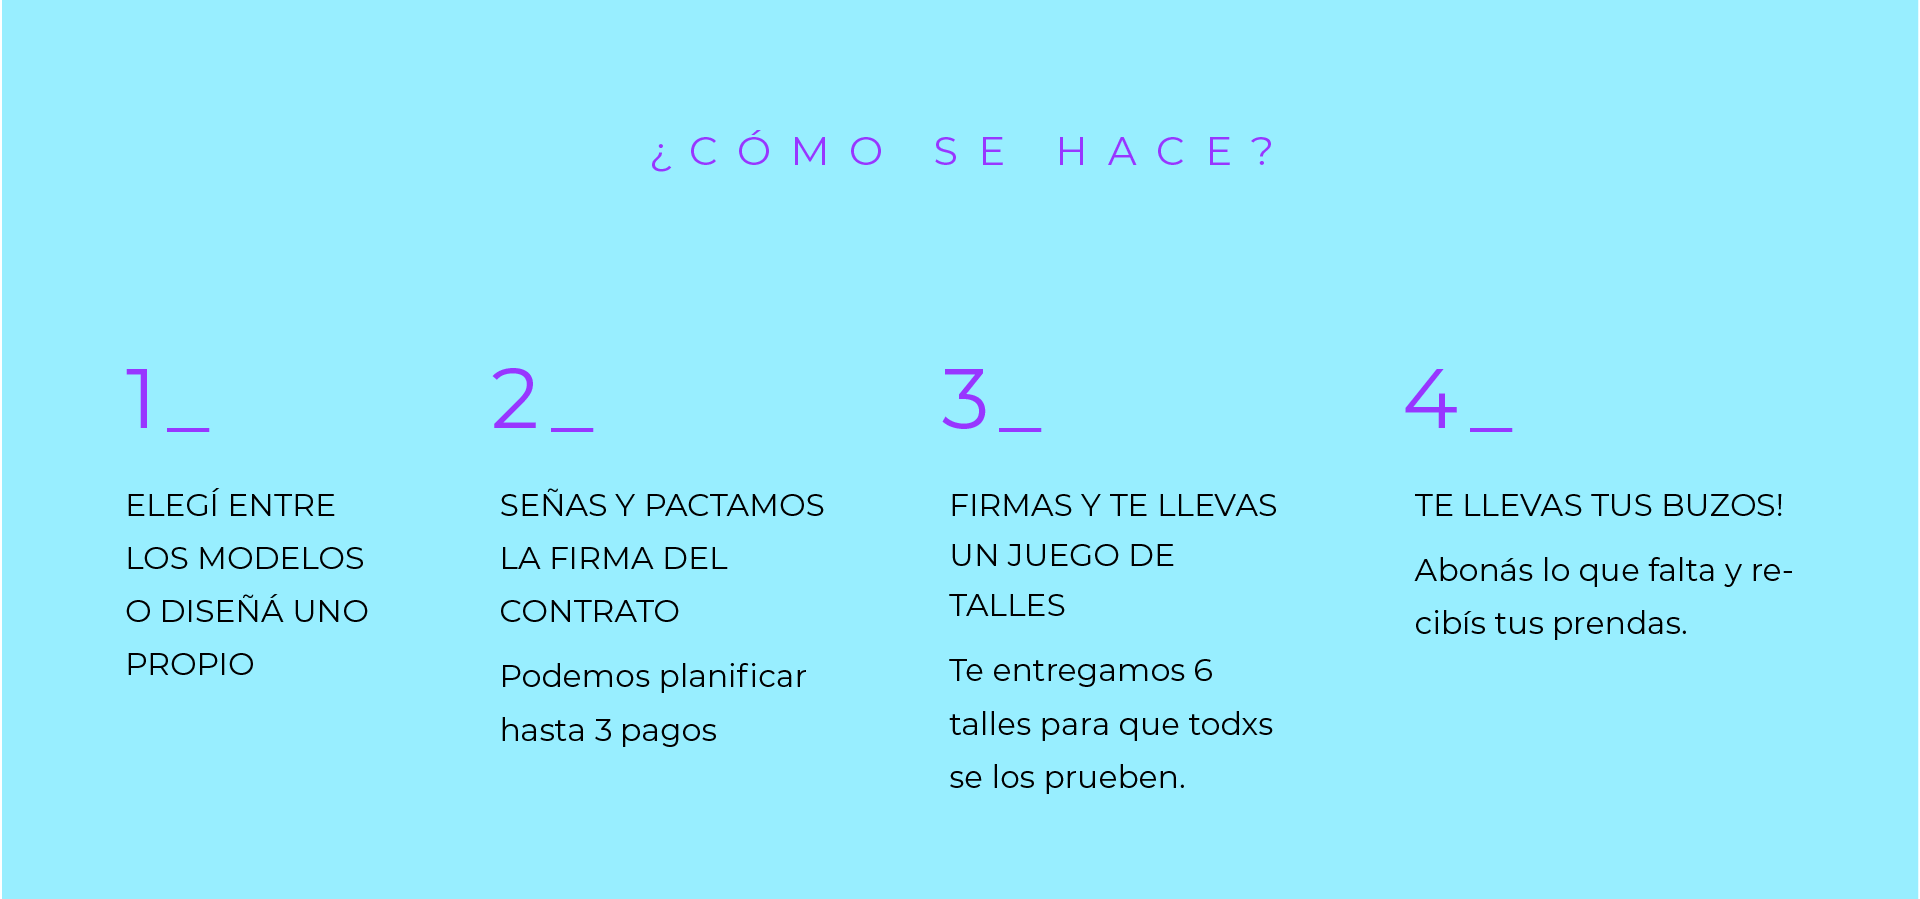 ¿CÓMO SE HACE?
1_
ELEGÍ ENTRE
LOS MODELOS
O DISEÑÁ UNO
PROPIO
2_
SEÑAS Y PACTAMOS
LA FIRMA DEL
CONTRATO
Podemos planificar
hasta 3 pagos
3_
FIRMAS Y TE LLEVAS
UN JUEGO DE
TALLES
Te entregamos 6
talles para que todxs
se los prueben.
4_
TE LLEVAS TUS BUZOS!
Abonás lo que falta y re-
cibís tus prendas.